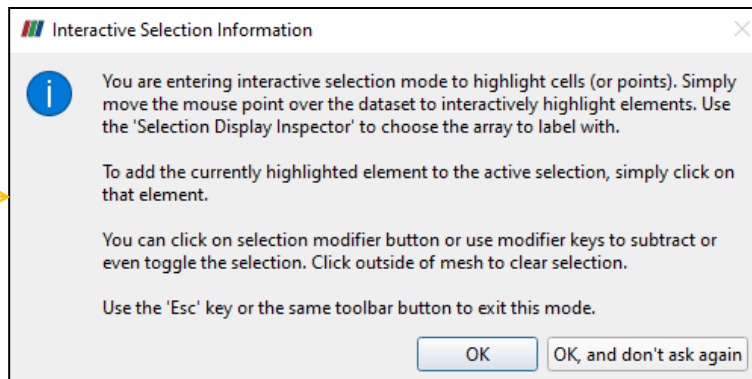 Interactive Selection Information
You are entering interactive selection mode to highlight cells (or points). Simply
move the mouse point over the dataset to interactively highlight elements. Use
the 'Selection Display Inspector' to choose the array to label with.
To add the currently highlighted element to the active selection, simply click on
that element.
You can click on selection modifier button or use modifier keys to subtract or
even toggle the selection. Click outside of mesh to clear selection.
Use the 'Esc' key or the same toolbar button to exit this mode.
OK
OK, and don't ask again